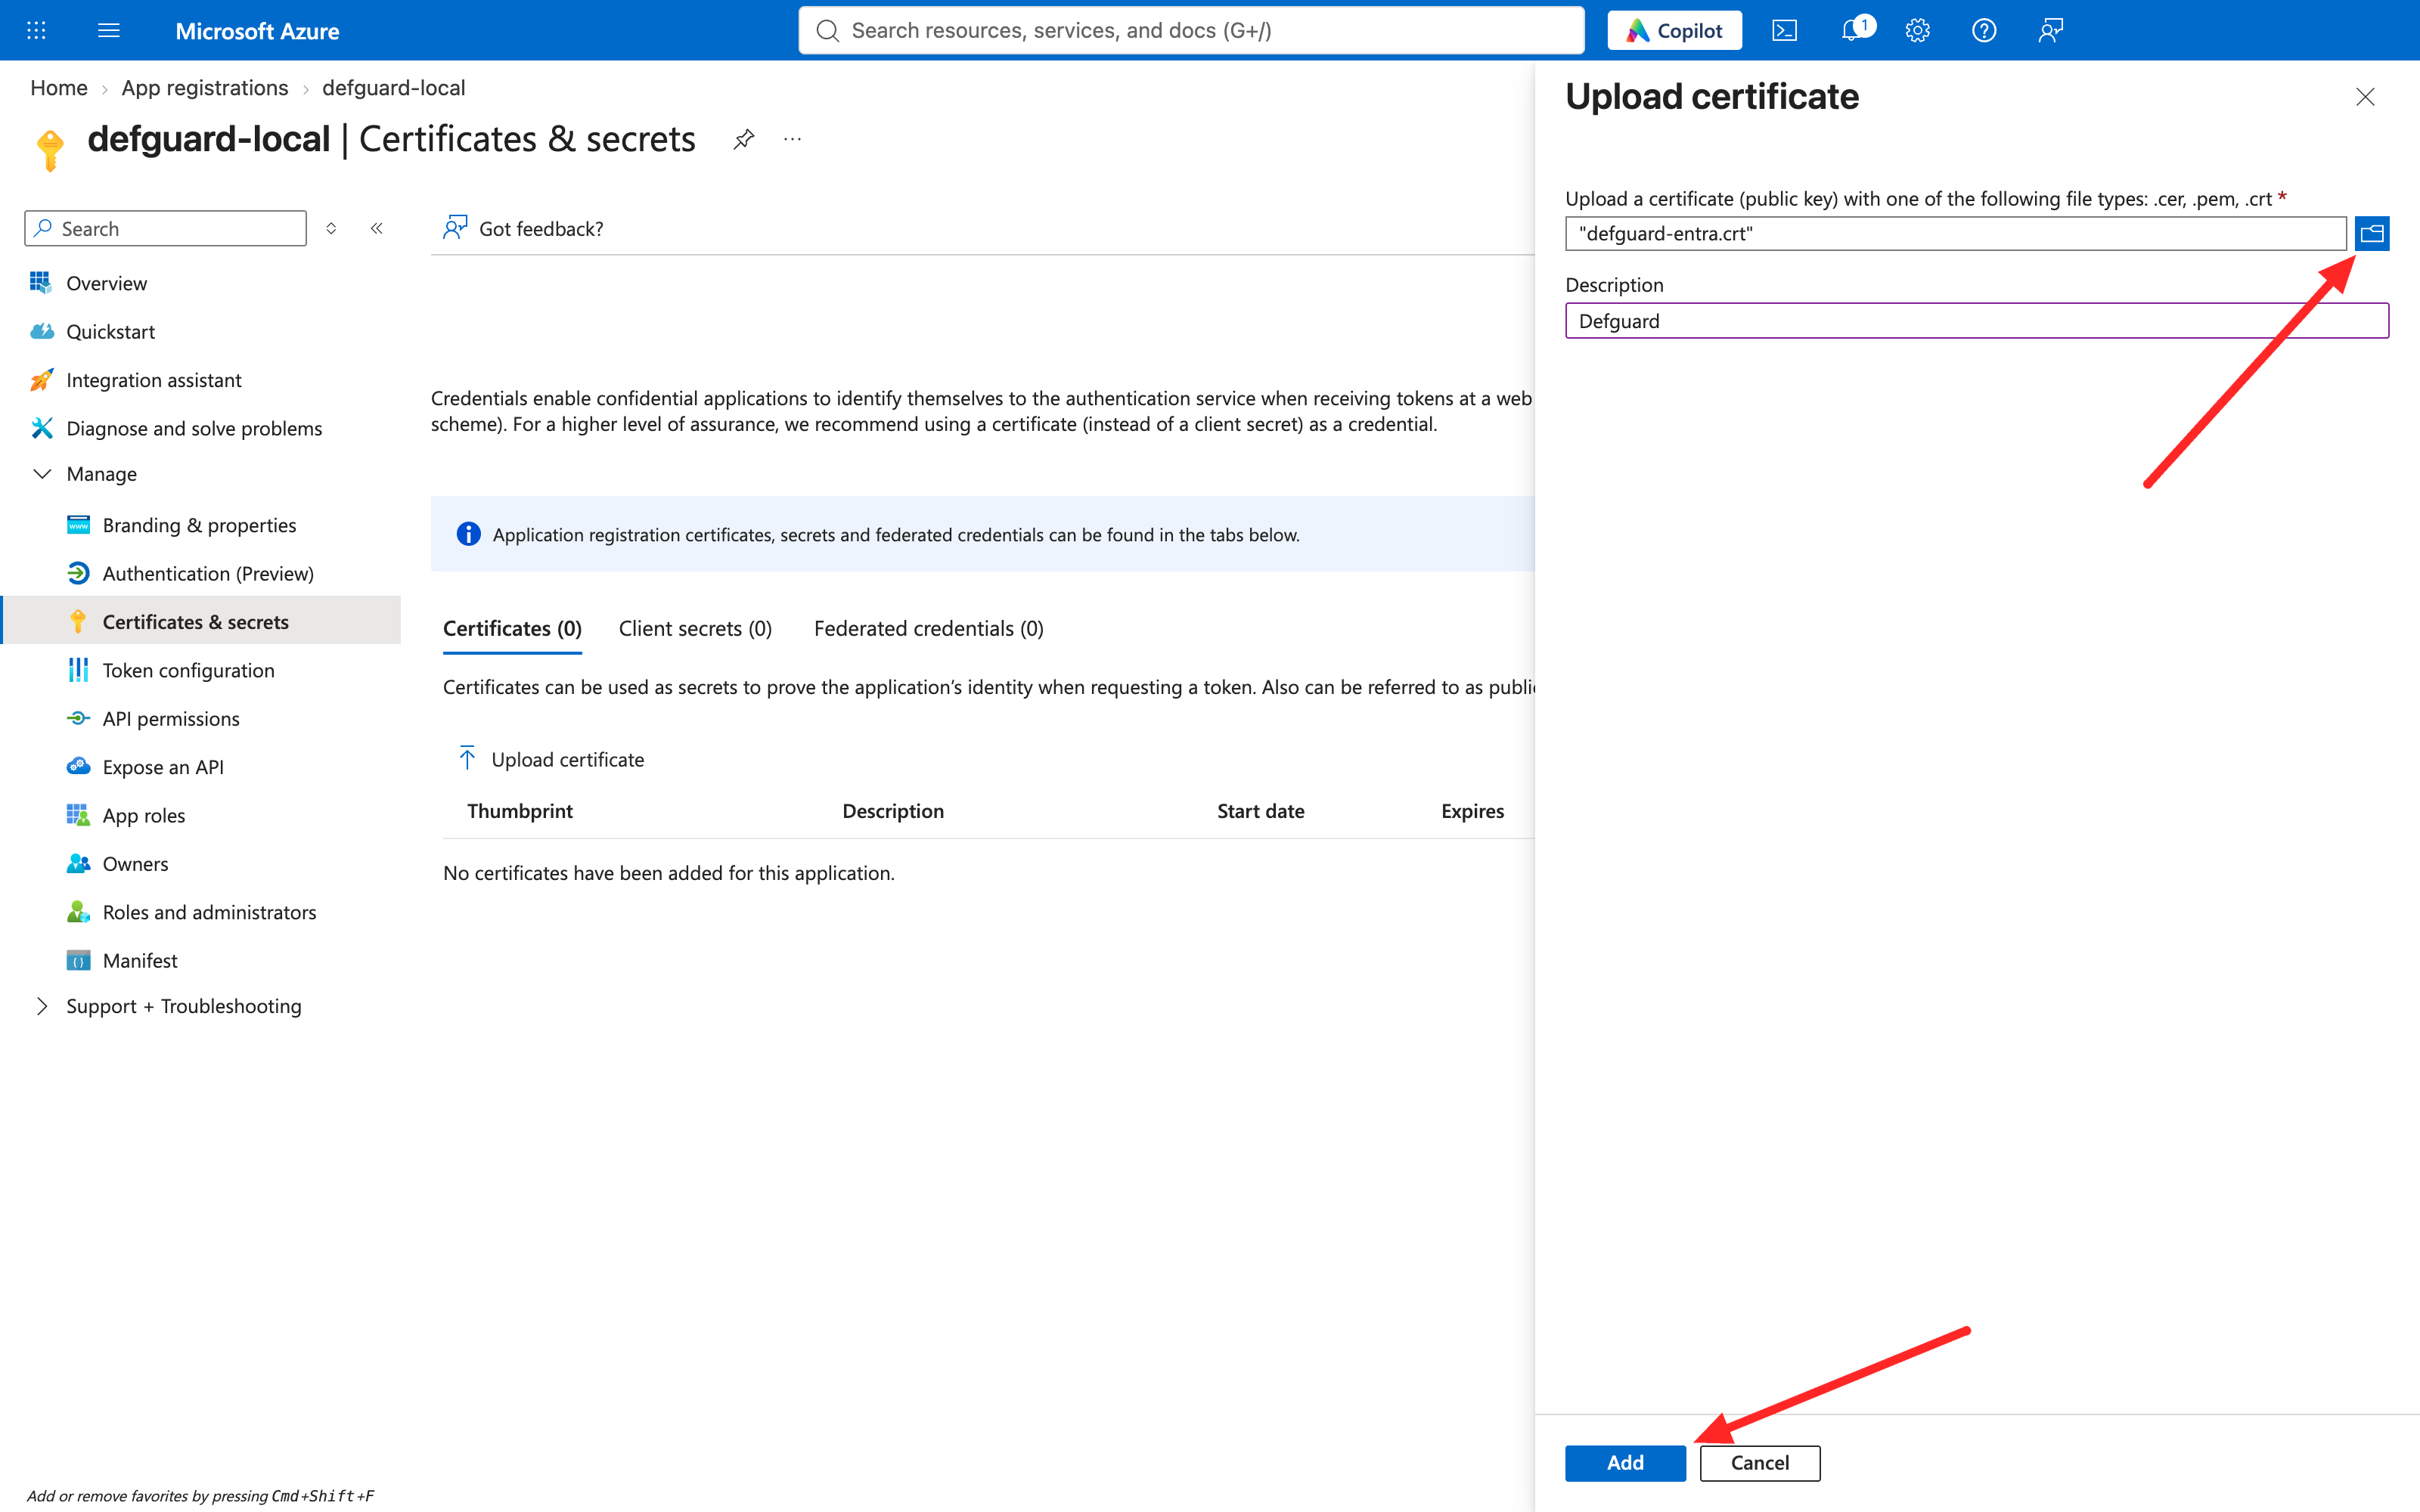 Microsoft Azure
Search resources, services, and docs (G+/)
Copilot
1
Home
App registrations
defguard-local
defguard-local | Certificates & secrets
Search
Got feedback?
Overview
Quickstart
Integration assistant
Diagnose and solve problems
Manage
Branding & properties
Authentication (Preview)
Certificates & secrets
Token configuration
API permissions
Expose an API
App roles
Owners
Roles and administrators
Manifest
Support + Troubleshooting
Add or remove favorites by pressing Cmd+Shift+F
Credentials enable confidential applications to identify themselves to the authentication service when receiving tokens at a web
scheme). For a higher level of assurance, we recommend using a certificate (instead of a client secret) as a credential.
Application registration certificates, secrets and federated credentials can be found in the tabs below.
Certificates (0)
Client secrets (0)
Federated credentials (0)
Certificates can be used as secrets to prove the application's identity when requesting a token. Also can be referred to as
Upload certificate
Thumbprint
Description
Start date
Expires
No certificates have been added for this application.
Upload certificate
Upload a certificate (public key) with one of the following file types: .cer, .pem, .crt *
"defguard-entra.crt"
Description
Defguard
Add
Cancel